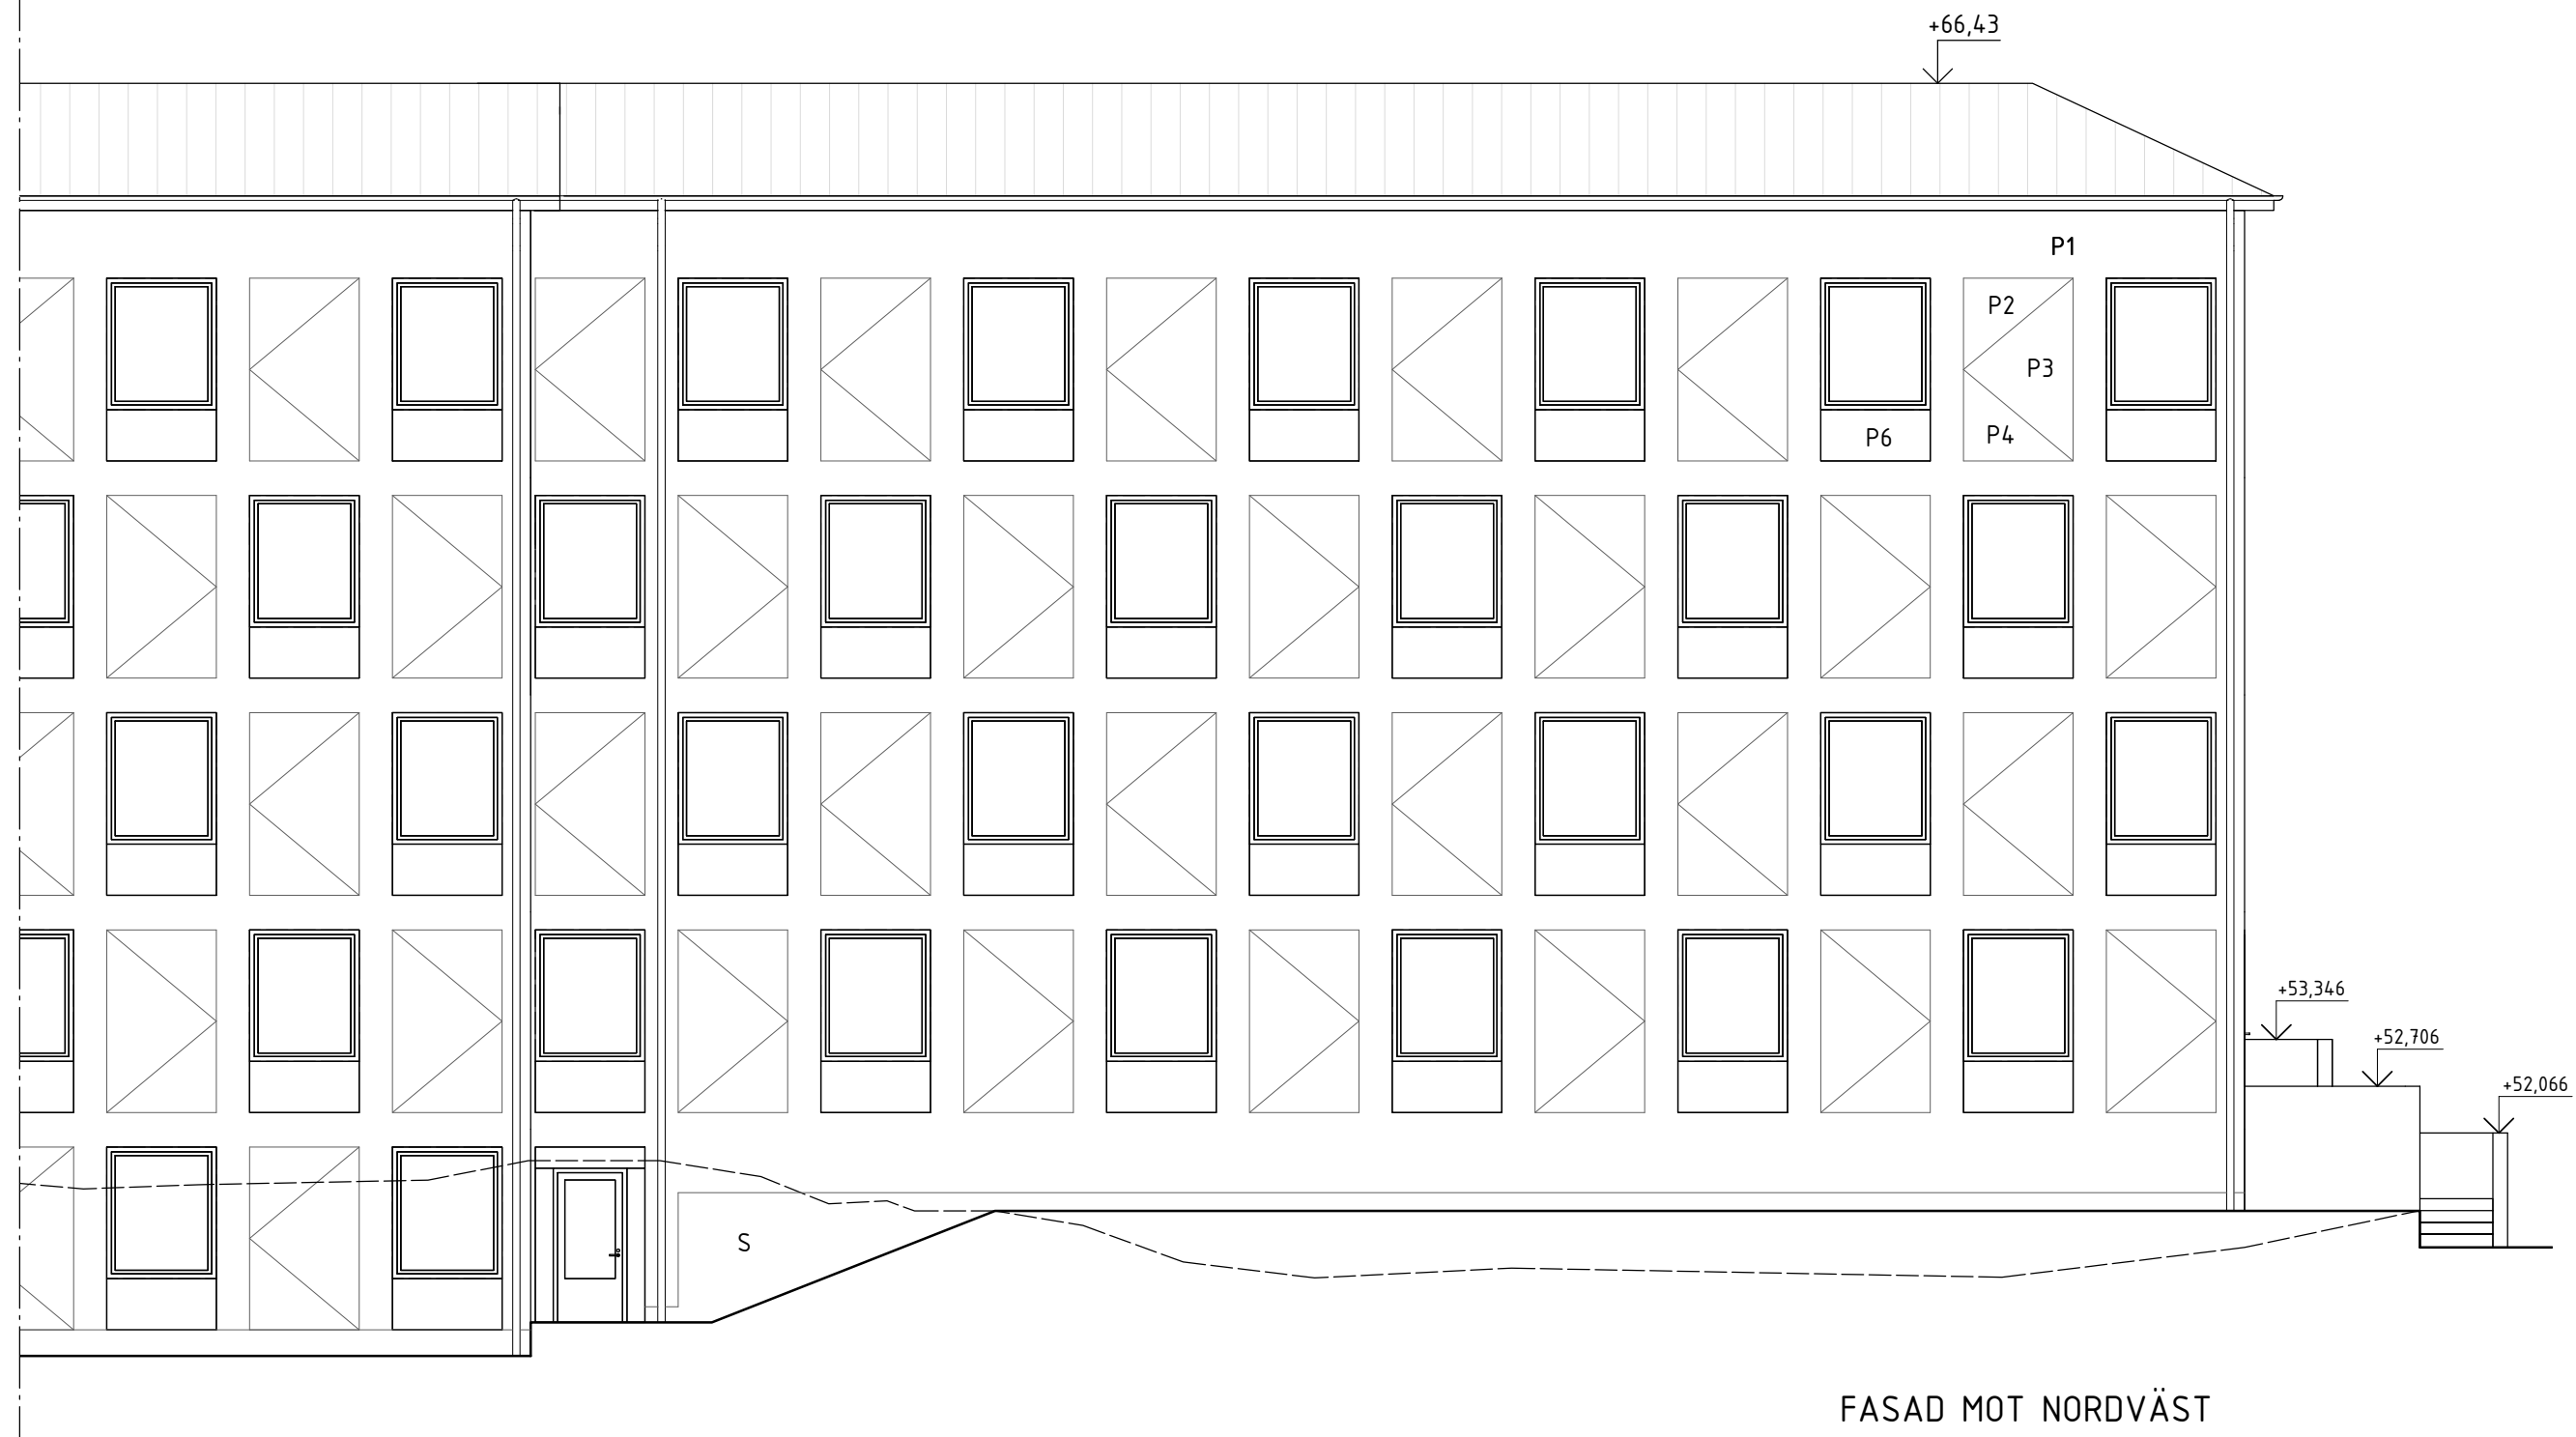 +66,43
P1
P2
P3
P4
P6
+53,346
+52,706
+52,066
S
FASAD MOT NORDVÄST